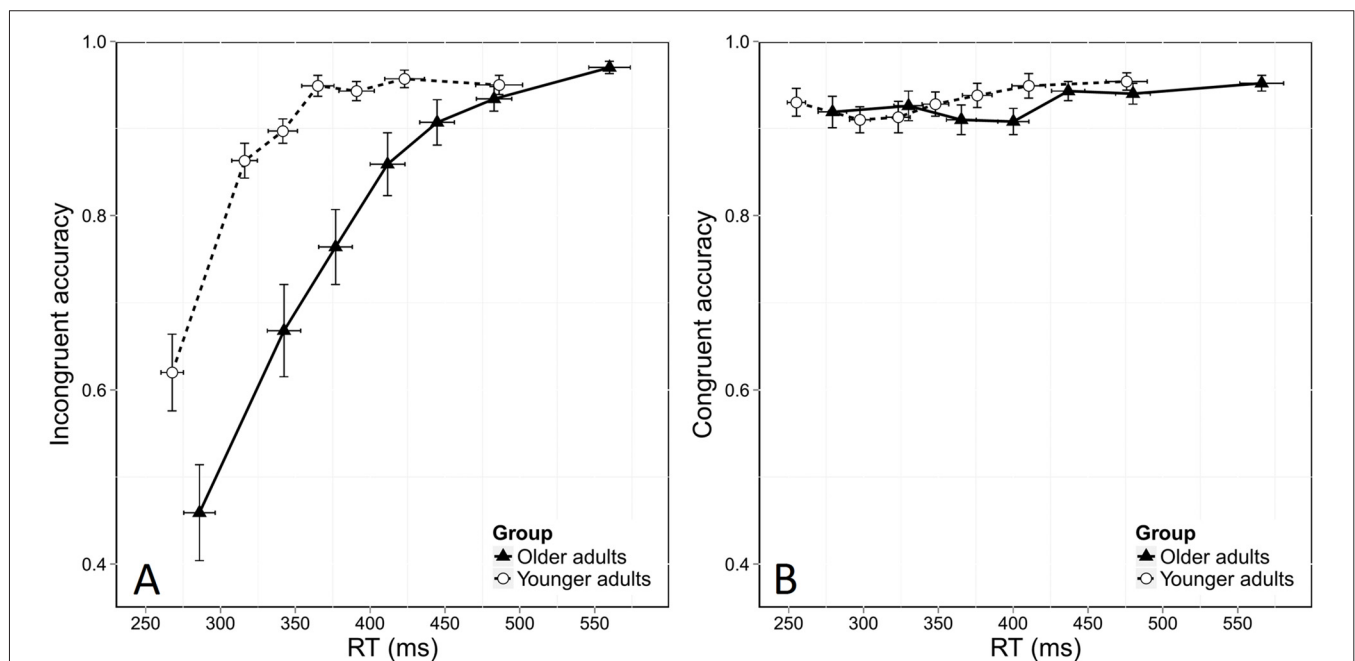 1.0
0.8
0.6
0.4
Incongruent accuracy
A
Group
Older adults
Younger adults
250 300 350 400 450 500 550
RT (ms)
1.0
0.8
0.6
0.4
Congruent accuracy
B
Group
Older adults
Younger adults
250 300 350 400 450 500 550
RT (ms)